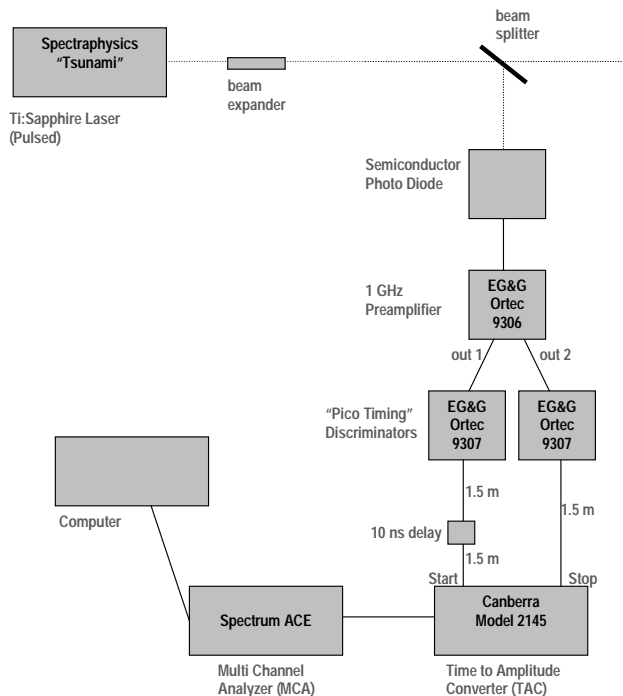 beam
splitter
Spectraphysics
“Tsunami”
beam
expander
Ti:Sapphire Laser
(Pulsed)
Semiconductor
Photo Diode
1 GHz
Preamplifier
EG&G
Ortec
9306
out 1
out 2
“Pico Timing”
Discriminators
EG&G
Ortec
9307
EG&G
Ortec
9307
1.5 m
1.5 m
10 ns delay
1.5 m
Computer
Start
Stop
Spectrum ACE
Canberra
Model 2145
Multi Channel
Analyzer (MCA)
Time to Amplitude
Converter (TAC)